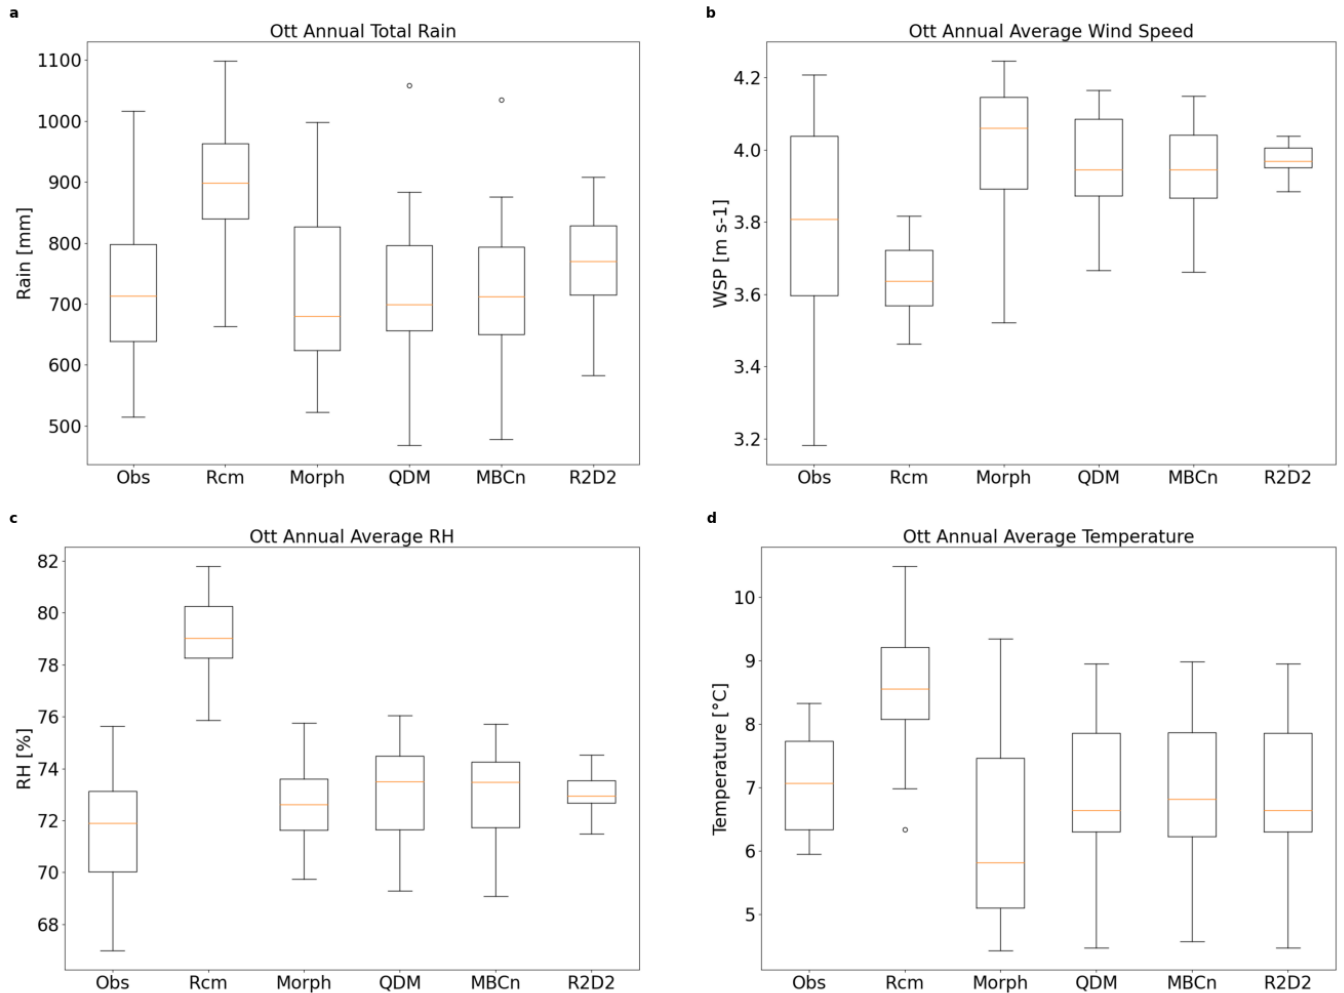 a
Ott Annual Total Rain
Rain [mm]
1100
1000
900
800
700
600
500
Obs Rcm Morph QDM MBCn R2D2
b
Ott Annual Average Wind Speed
WSP [m s-1]
4.2
4.0
3.8
3.6
3.4
3.2
Obs Rcm Morph QDM MBCn R2D2
c
Ott Annual Average RH
RH [%]
82
80
78
76
74
72
70
68
Obs Rcm Morph QDM MBCn R2D2
d
Ott Annual Average Temperature
Temperature [°C]
10
9
8
7
6
5
Obs Rcm Morph QDM MBCn R2D2